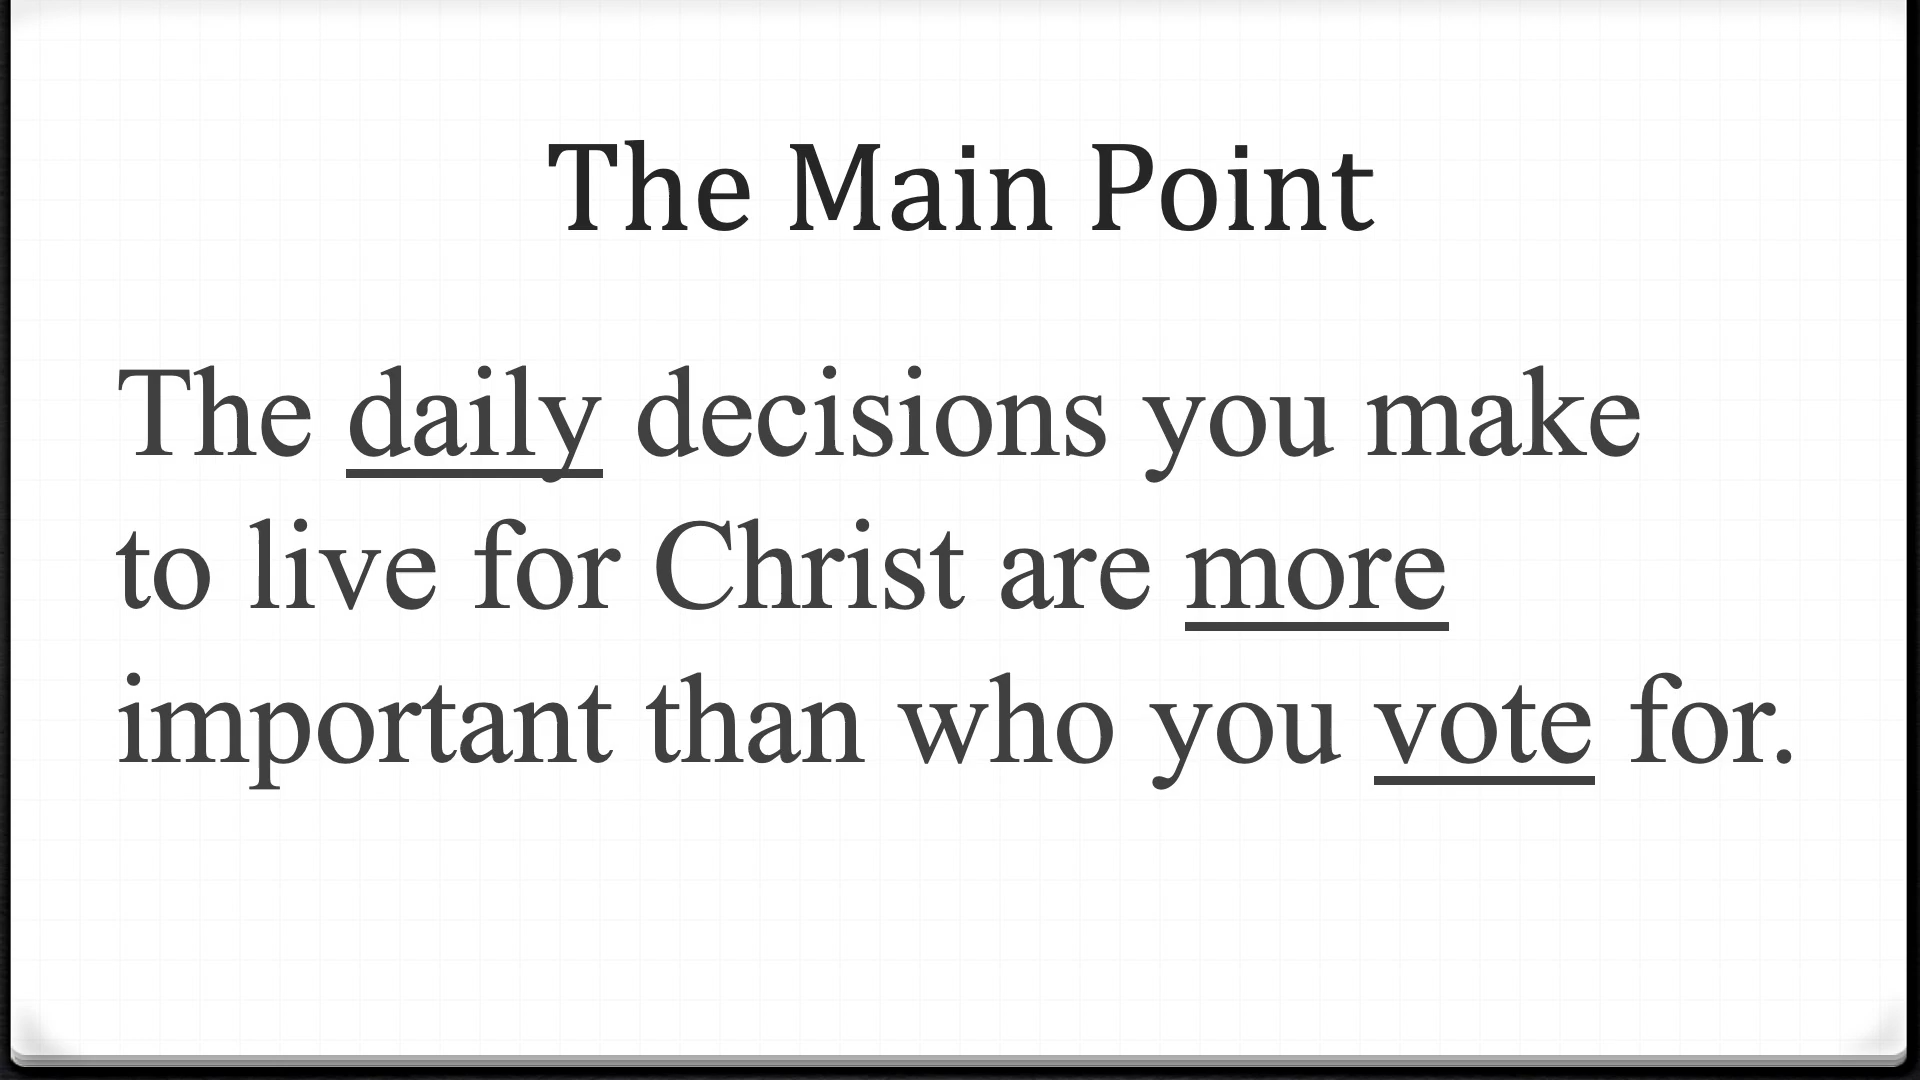 The Main Point
The daily decisions you make
to live for Christ are more
important than who you vote for.